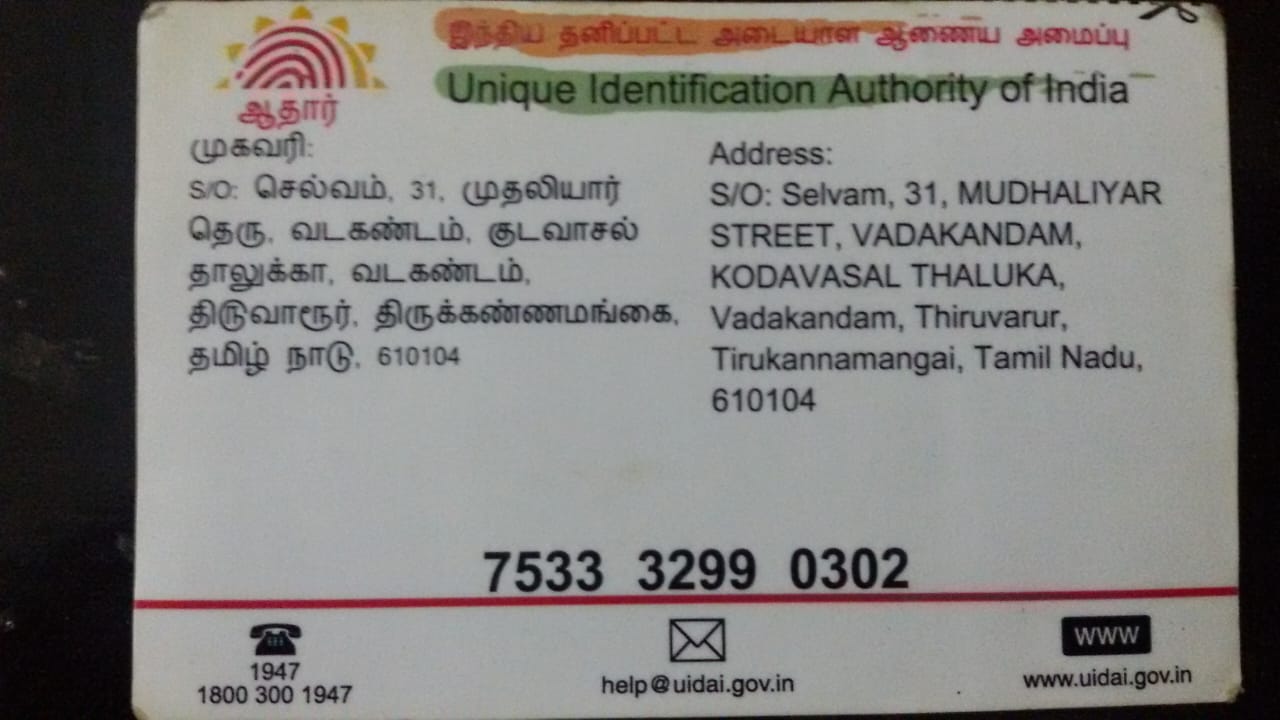 இந்திய தனிப்பட்ட அடையாள ஆணைய அமைப்பு
Unique Identification Authority of India
ஆதார்
முகவரி:
S/O: செல்வம், 31, முதலியார்
தெரு, வடகண்டம், குடவாசல்
தாலுக்கா, வடகண்டம்,
திருவாரூர், திருக்கண்ணமங்கை,
தமிழ் நாடு, 610104
Address:
S/O: Selvam, 31, MUDHALIYAR
STREET, VADAKANDAM,
KODAVASAL THALUKA,
Vadakandam, Thiruvarur,
Tirukannamangai, Tamil Nadu,
610104
7533 3299 0302
1947
1800 300 1947
help@uidai.gov.in
www
www.uidai.gov.in